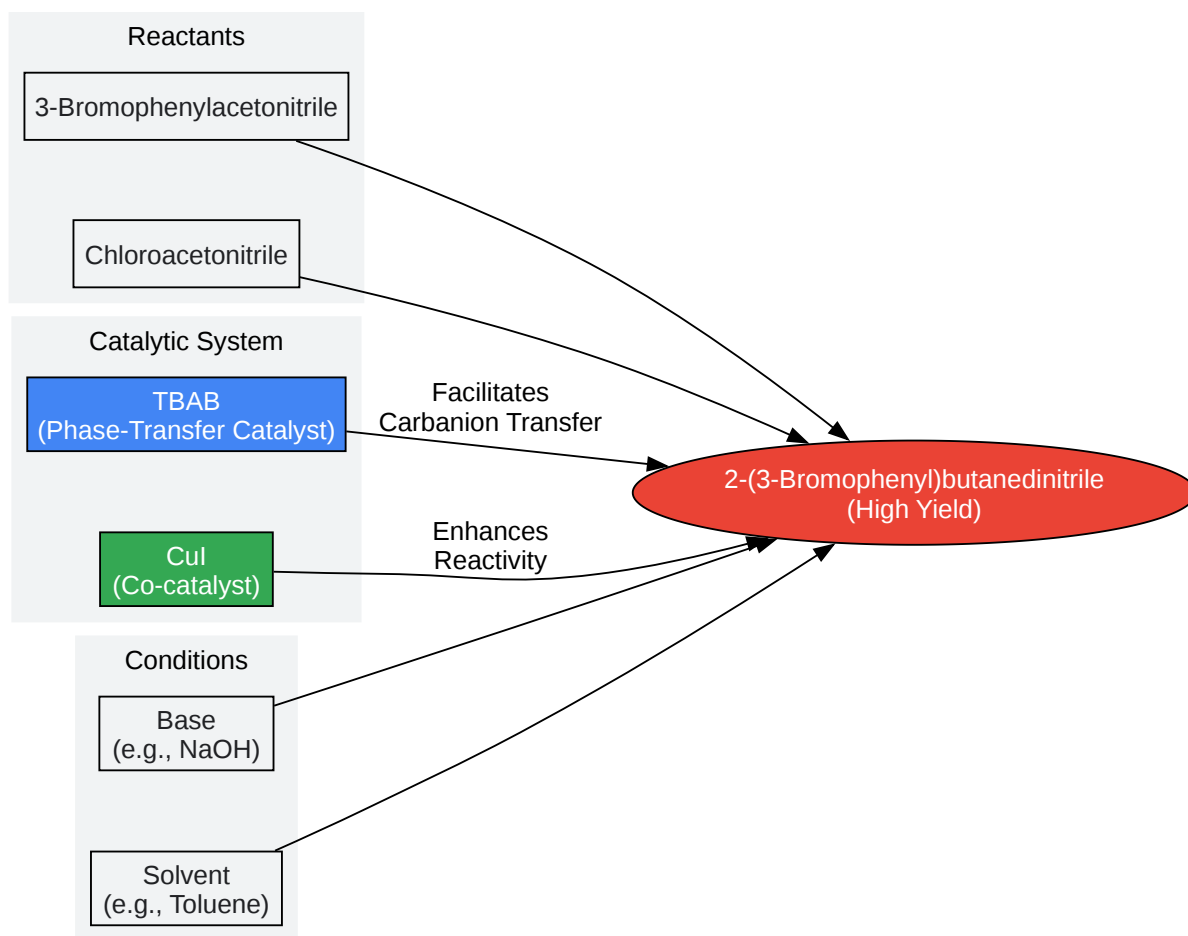 Reactants
3-Bromophenylacetonitrile
Chloroacetonitrile
Catalytic System
TBAB
(Phase-Transfer Catalyst)
Facilitates
Carbanion Transfer
CuI
(Co-catalyst)
Enhances
Reactivity
2-(3-Bromophenyl)butanedinitrile
(High Yield)
Conditions
Base
(e.g., NaOH)
Solvent
(e.g., Toluene)